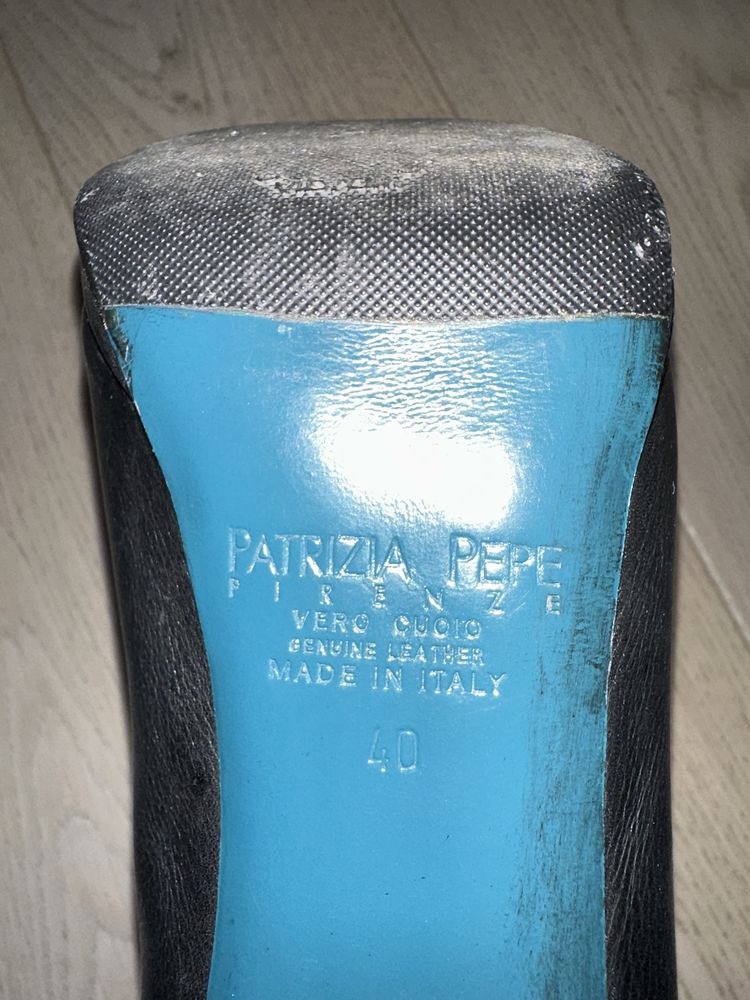 PATRIZIA PEPE
FIRENZE
VERO CUOIO
GENUINE LEATHER
MADE IN ITALY
40